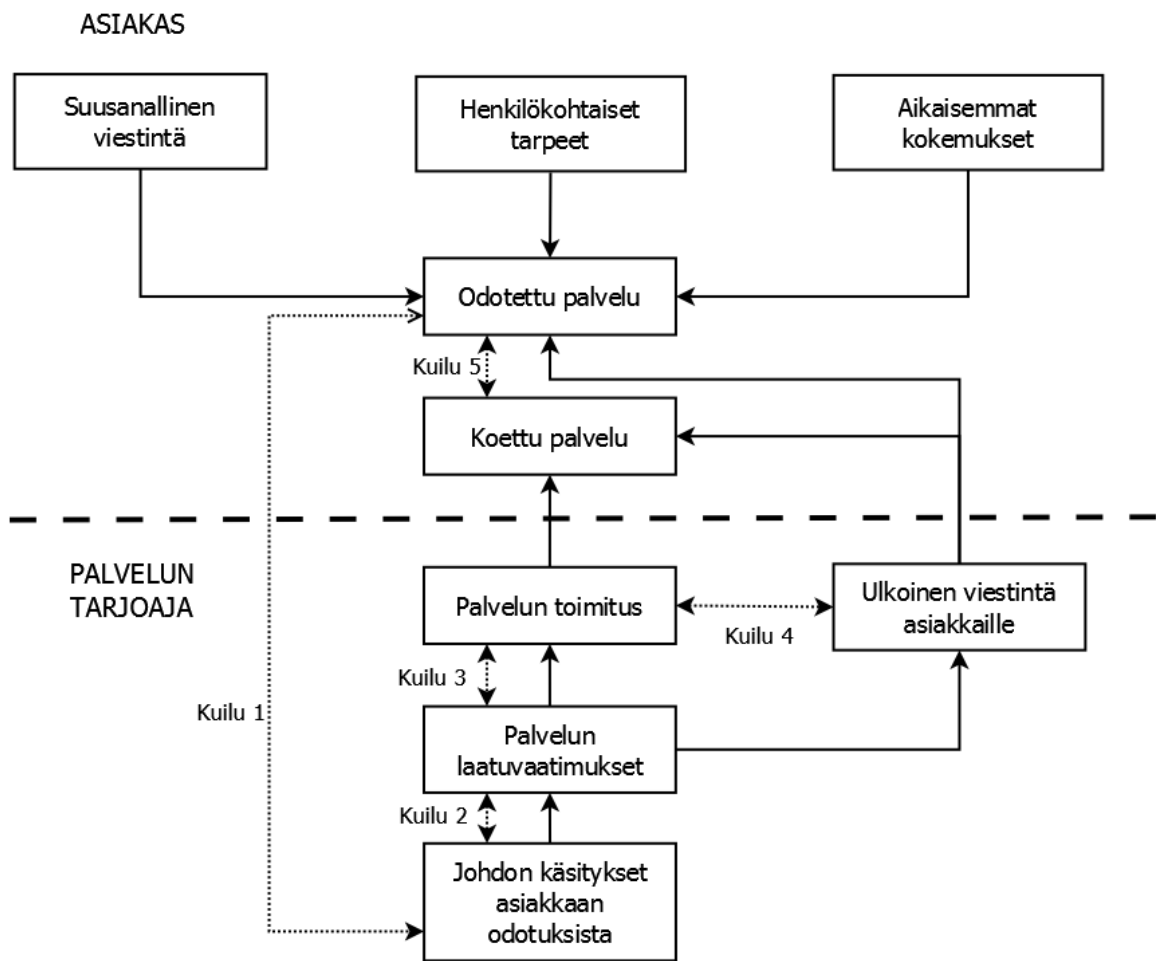 ASIAKAS
Suusanallinen
viestintä
Henkilökohtaiset
tarpeet
Aikaisemmat
kokemukset
Odotettu palvelu
Kuilu 5
Koettu palvelu
PALVELUN
TARJOAJA
Palvelun toimitus
Kuilu 4
Ulkoinen viestintä
asiakkaille
Kuilu 3
Kuilu 1
Palvelun
laatuvaatimukset
Kuilu 2
Johdon käsitykset
asiakkaan
odotuksista